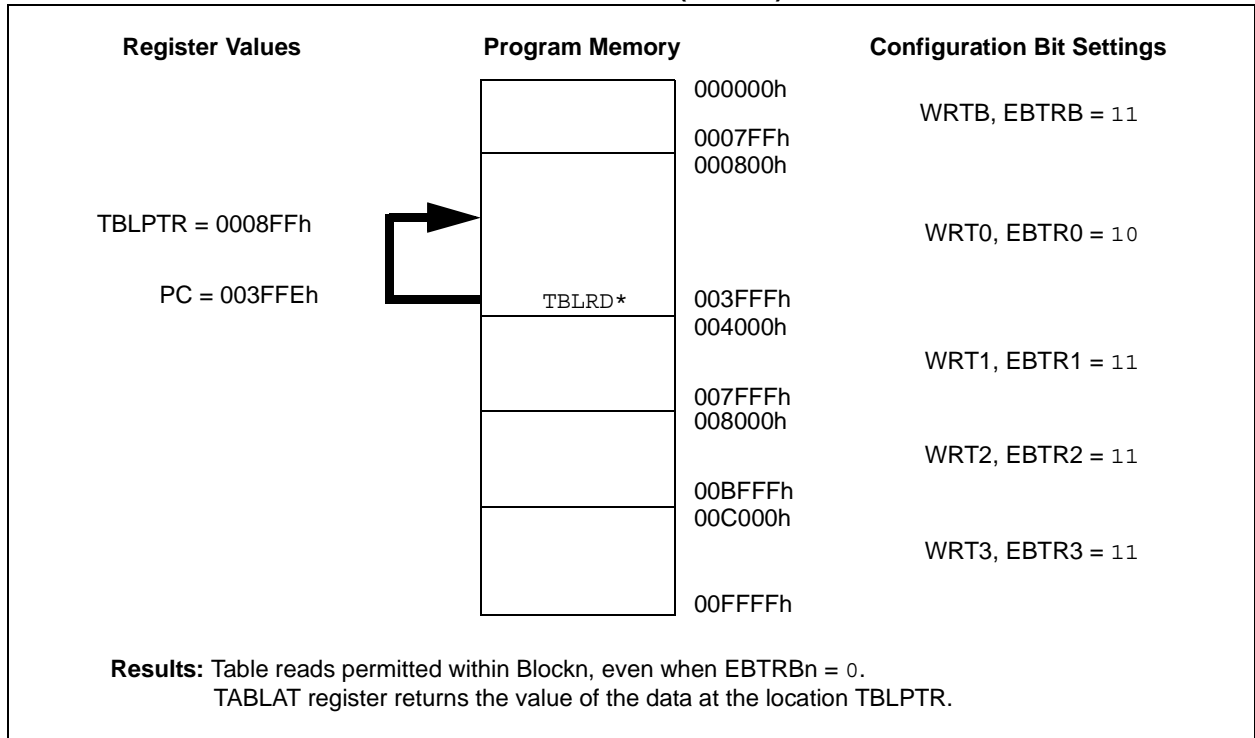 Register Values Program Memory Configuration Bit Settings
000000h
WRTB, EBTRB = 11
0007FFh
000800h
TBLPTR = 0008FFh
WRT0, EBTR0 = 10
PC = 003FFEh
TBLRD*
003FFFh
004000h
WRT1, EBTR1 = 11
007FFFh
008000h
WRT2, EBTR2 = 11
00BFFFh
00C000h
WRT3, EBTR3 = 11
00FFFFh
Results: Table reads permitted within Blockn, even when EBTRBn = 0.
TABLAT register returns the value of the data at the location TBLPTR.